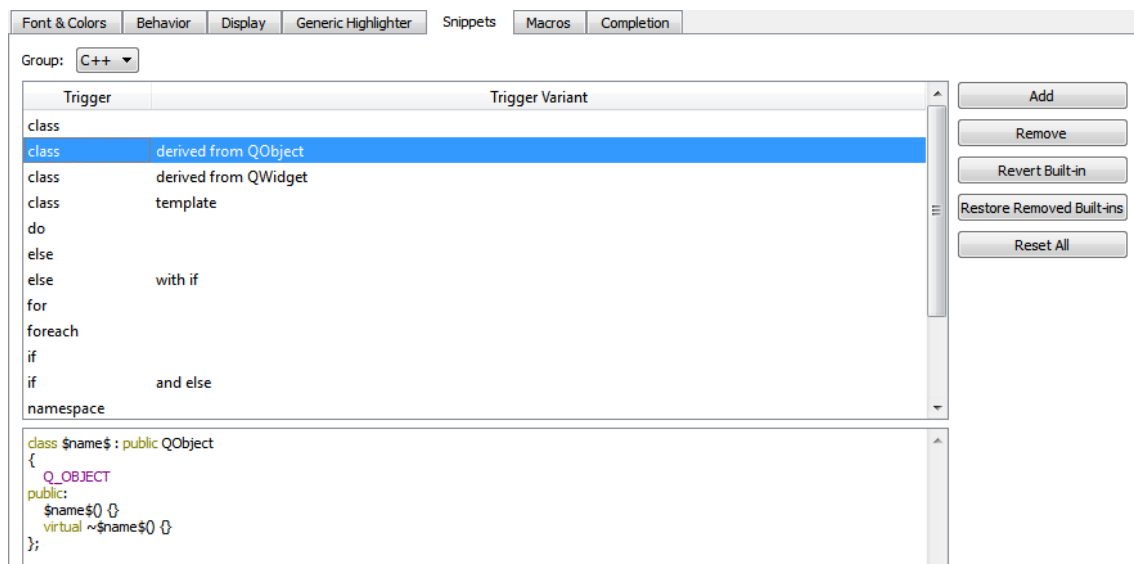 Font & Colors Behavior Display Generic Highlighter Snippets Macros Completion
Group: C++
Trigger Trigger Variant
class
class derived from QObject
class derived from QWidget
class template
do
else
else with if
for
foreach
if
if and else
namespace
Add
Remove
Revert Built-in
Restore Removed Built-ins
Reset All
class $name$ : public QObject
{
Q_OBJECT
public:
$name$() {}
virtual ~$name$() {}
};